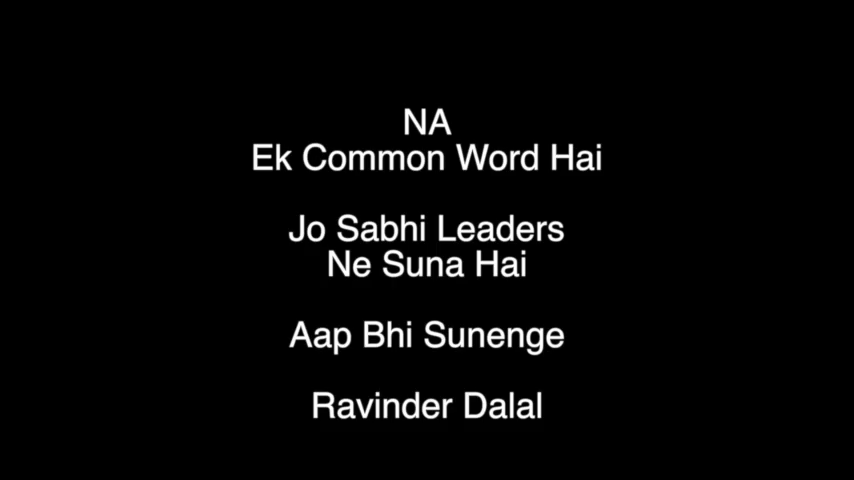 NA
Ek Common Word Hai
Jo Sabhi Leaders
Ne Suna Hai
Aap Bhi Sunenge
Ravinder Dalal